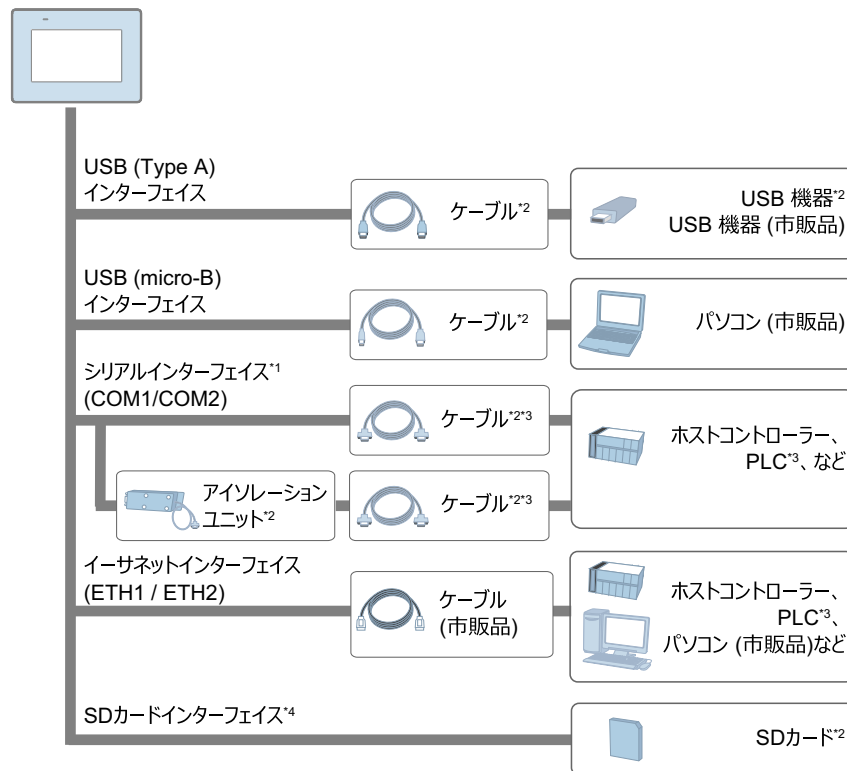 USB (Type A)
インターフェイス
ケーブル*2
USB 機器*2
USB 機器 (市販品)
USB (micro-B)
インターフェイス
ケーブル*2
パソコン (市販品)
シリアルインターフェイス*1
(COM1/COM2)
ケーブル*2*3
ホストコントローラー、
PLC*3、など
アイソレーション
ユニット*2
ケーブル*2*3
イーサネットインターフェイス
(ETH1 / ETH2)
ケーブル
(市販品)
ホストコントローラー、
PLC*3、
パソコン (市販品)など
SDカードインターフェイス*4
SDカード*2